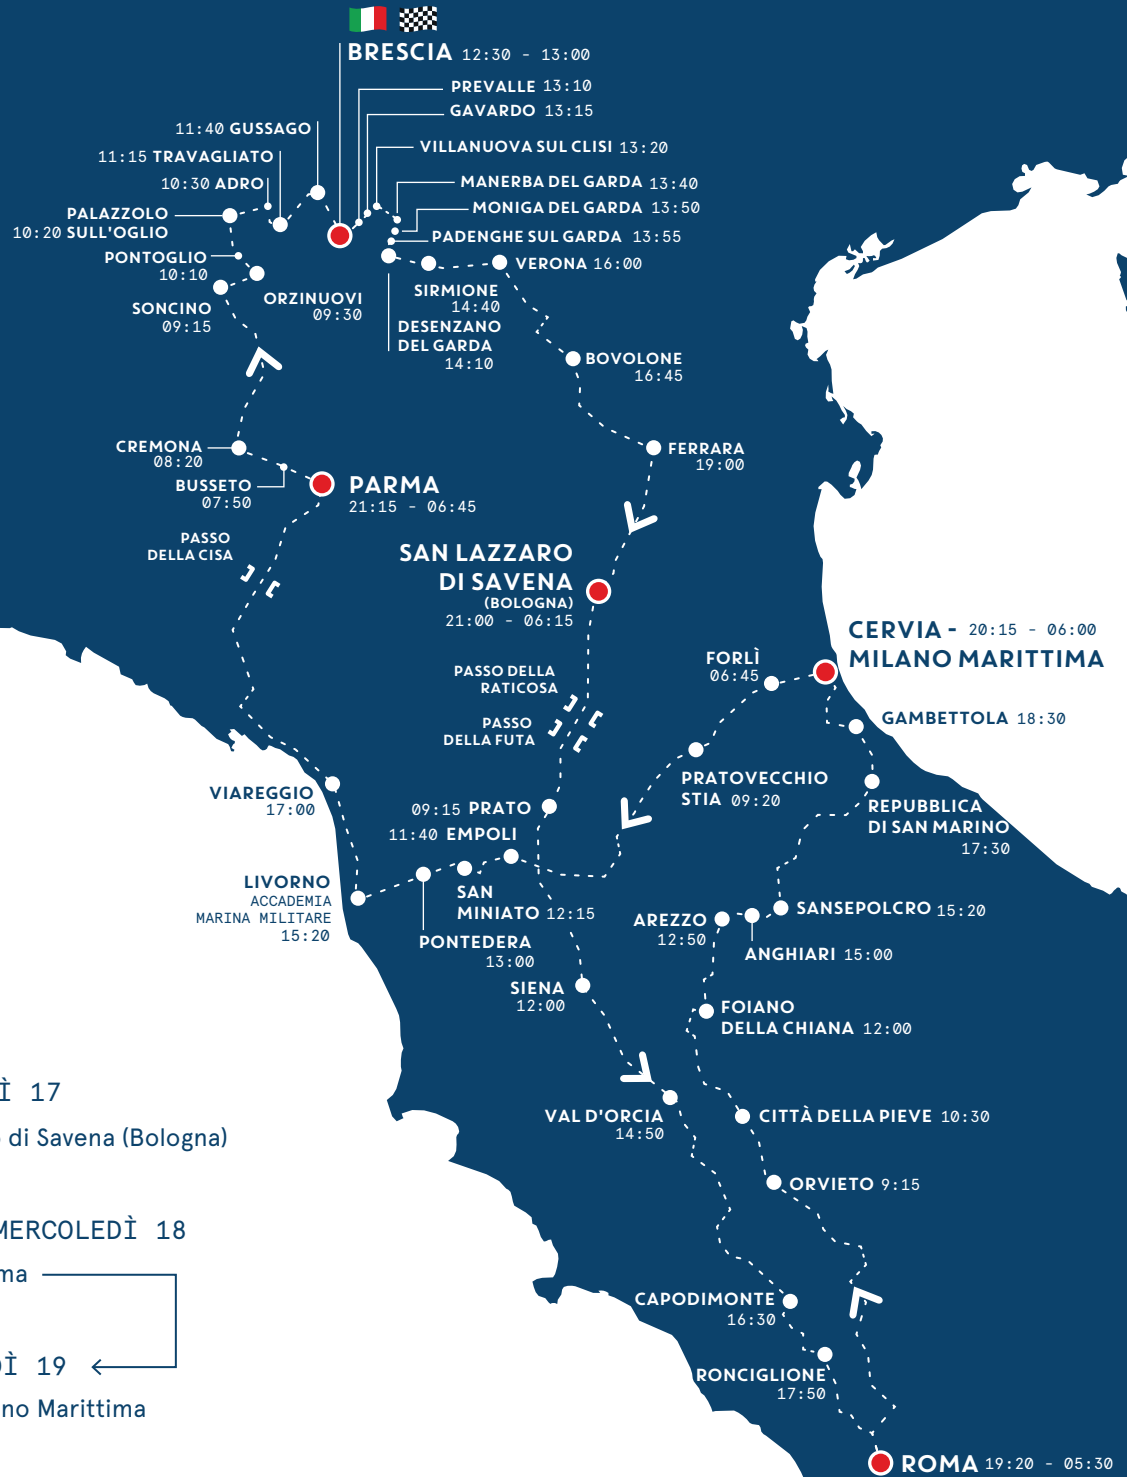 BRESCIA 12:30 - 13:00
PREVALLE 13:10
GAVARDO 13:15
11:40 GUSSAGO
VILLANUOVA SUL CLISI 13:20
11:15 TRAVAGLIATO
10:30 ADRO
MANERBA DEL GARDA 13:40
MONIGA DEL GARDA 13:50
PALAZZOLO
10:20 SULL'OGLIO
PADENGHE SUL GARDA 13:55
PONTOGLIO
10:10
VERONA 16:00
SIRMIONE
14:40
ORZINUOVI
09:30
SONCINO
09:15
DESENZANO
DEL GARDA
14:10
BOVOLONE
16:45
CREMONA
08:20
FERRARA
19:00
BUSSETO
07:50
PARMA
21:15 - 06:45
PASSO
DELLA CISA
SAN LAZZARO
DI SAVENA
(BOLOGNA)
21:00 - 06:15
CERVIA - 20:15 - 06:00
MILANO MARITTIMA
FORLÌ
06:45
PASSO DELLA
RATICOSA
GAMBETTOLA 18:30
PASSO
DELLA FUTA
PRATOVECCHIO
STIA 09:20
VIAREGGIO
17:00
09:15 PRATO
REPUBBLICA
DI SAN MARINO
17:30
11:40 EMPOLI
LIVORNO
ACCADEMIA
MARINA MILITARE
15:20
SAN
MINIATO 12:15
PONTEDERA
13:00
AREZZO
12:50
SANSEPOLCRO 15:20
ANGHIARI 15:00
SIENA
12:00
FOIANO
DELLA CHIANA 12:00
Ì 17
di Savena (Bologna)
VAL D'ORCIA
14:50
CITTÀ DELLA PIEVE 10:30
ORVIETO 9:15
MERCOLEDÌ 18
ma
CAPODIMONTE
16:30
DÌ 19
no Marittima
RONCIGLIONE
17:50
ROMA 19:20 - 05:30